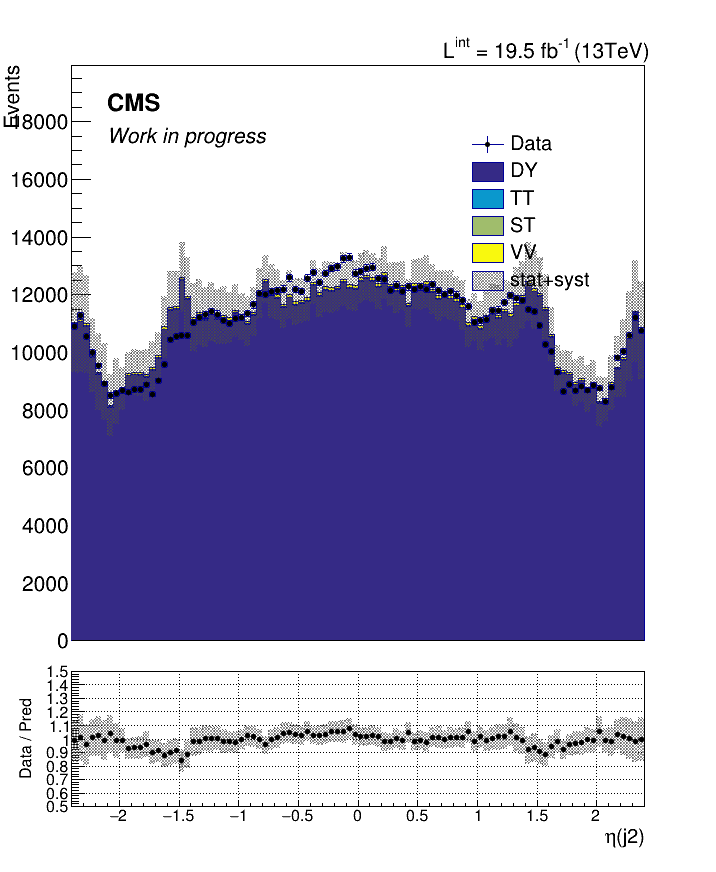 L^int = 19.5 fb^-1 (13TeV)
Events
CMS
Work in progress
Data
DY
TT
ST
VV
stat+syst
18000
16000
14000
12000
10000
8000
6000
4000
2000
0
Data / Pred
1.5
1.4
1.3
1.2
1.1
1
0.9
0.8
0.7
0.6
0.5
−2 −1.5 −1 −0.5 0 0.5 1 1.5 2
η(j2)